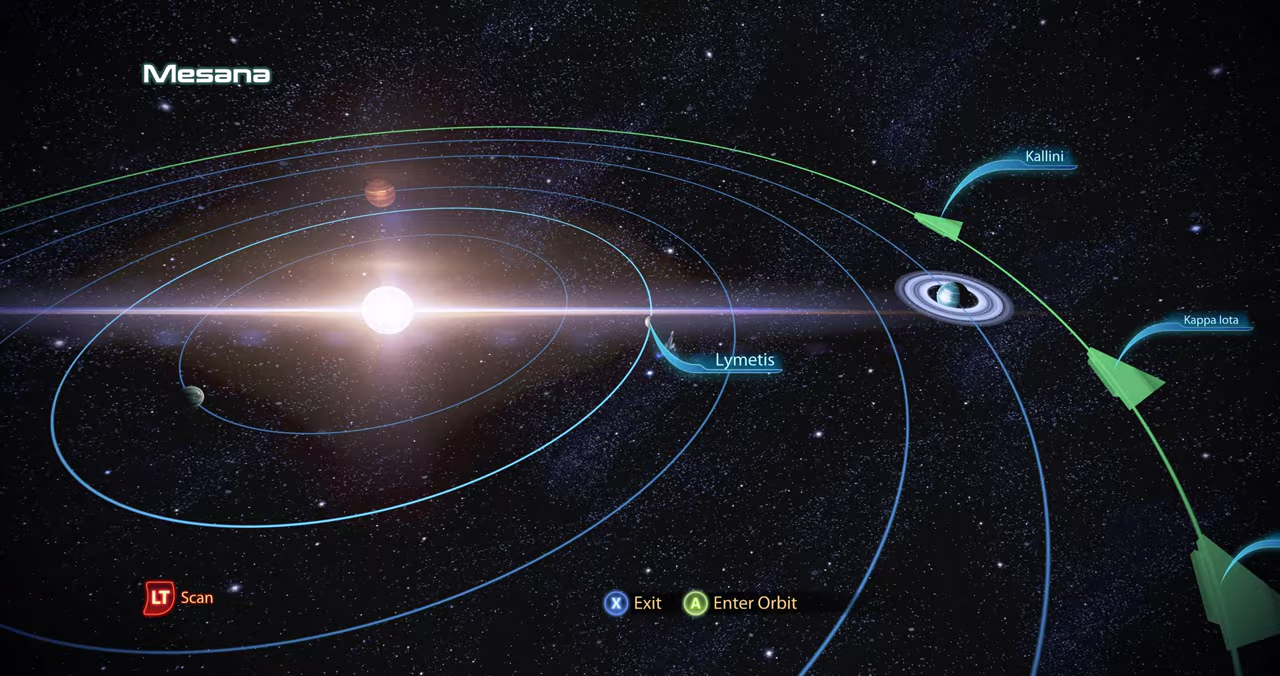 Mesana
Kallini
Kappa Iota
Lymetis
LT Scan
X Exit A Enter Orbit